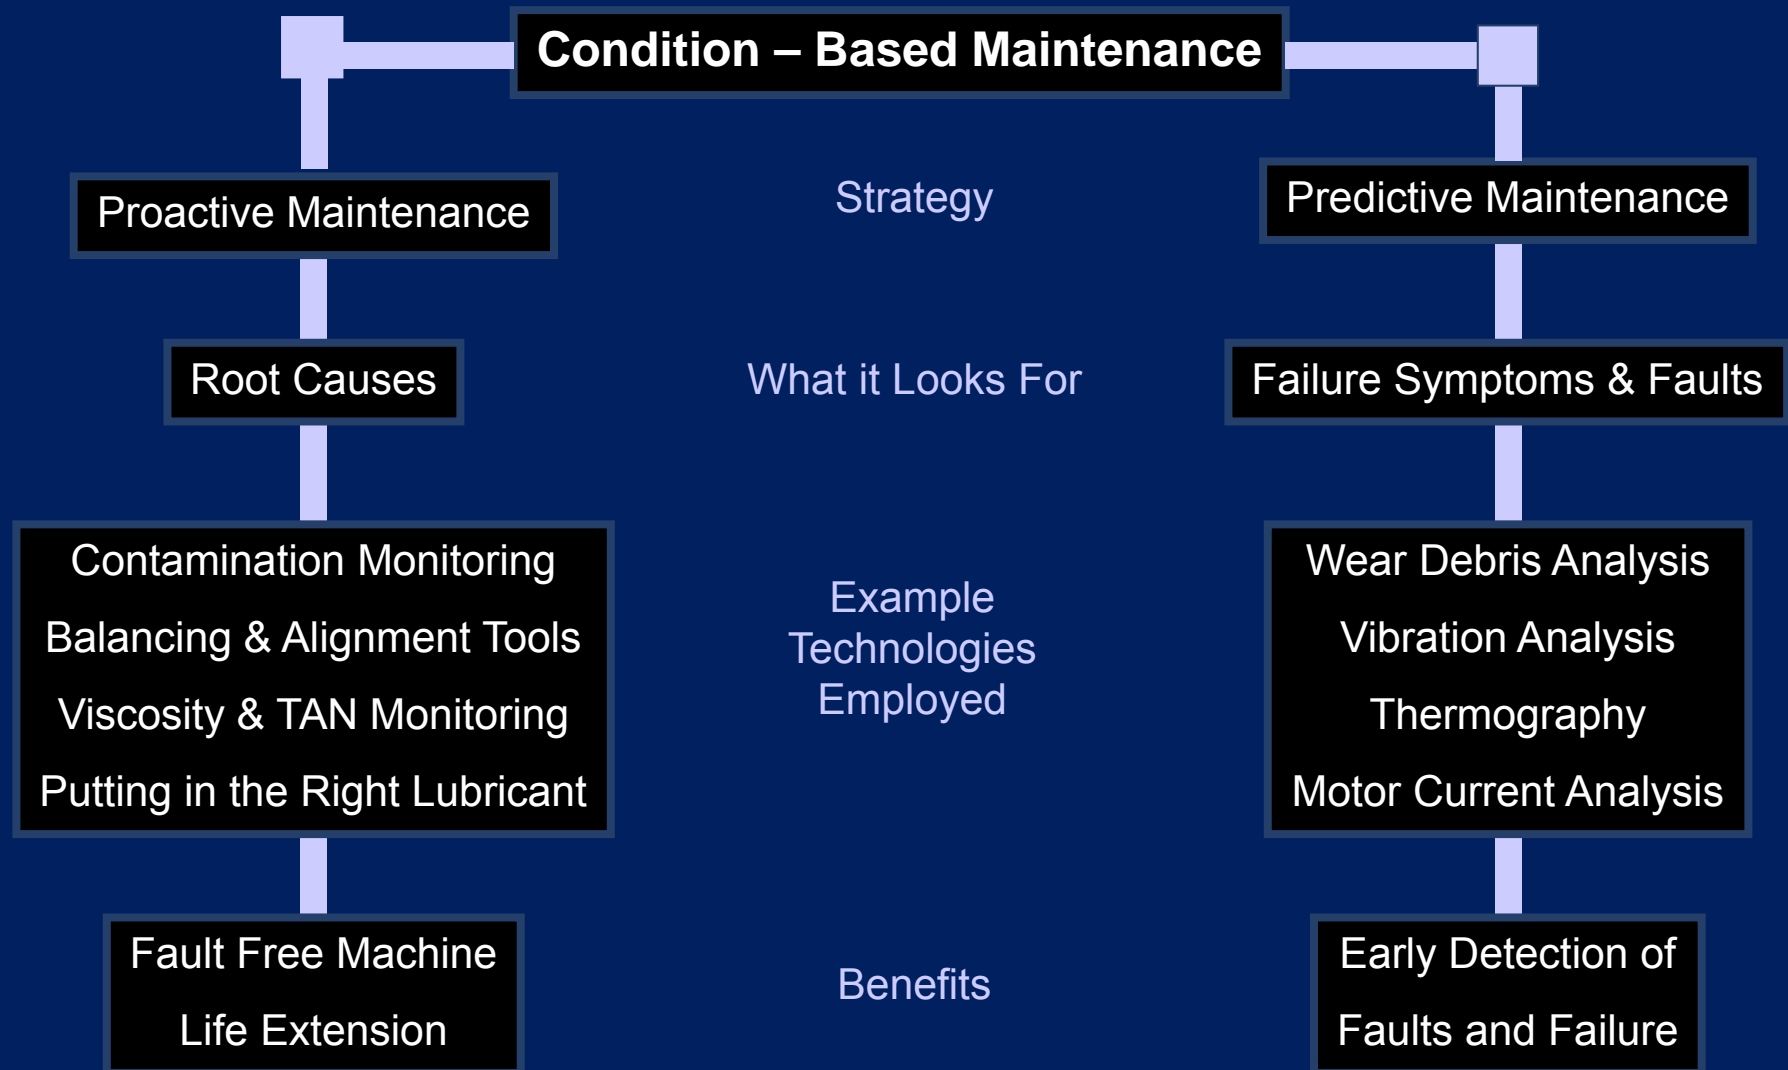 Condition – Based Maintenance
Proactive Maintenance
Strategy
Predictive Maintenance
Root Causes
What it Looks For
Failure Symptoms & Faults
Contamination Monitoring
Balancing & Alignment Tools
Viscosity & TAN Monitoring
Putting in the Right Lubricant
Example
Technologies
Employed
Wear Debris Analysis
Vibration Analysis
Thermography
Motor Current Analysis
Fault Free Machine
Life Extension
Benefits
Early Detection of
Faults and Failure